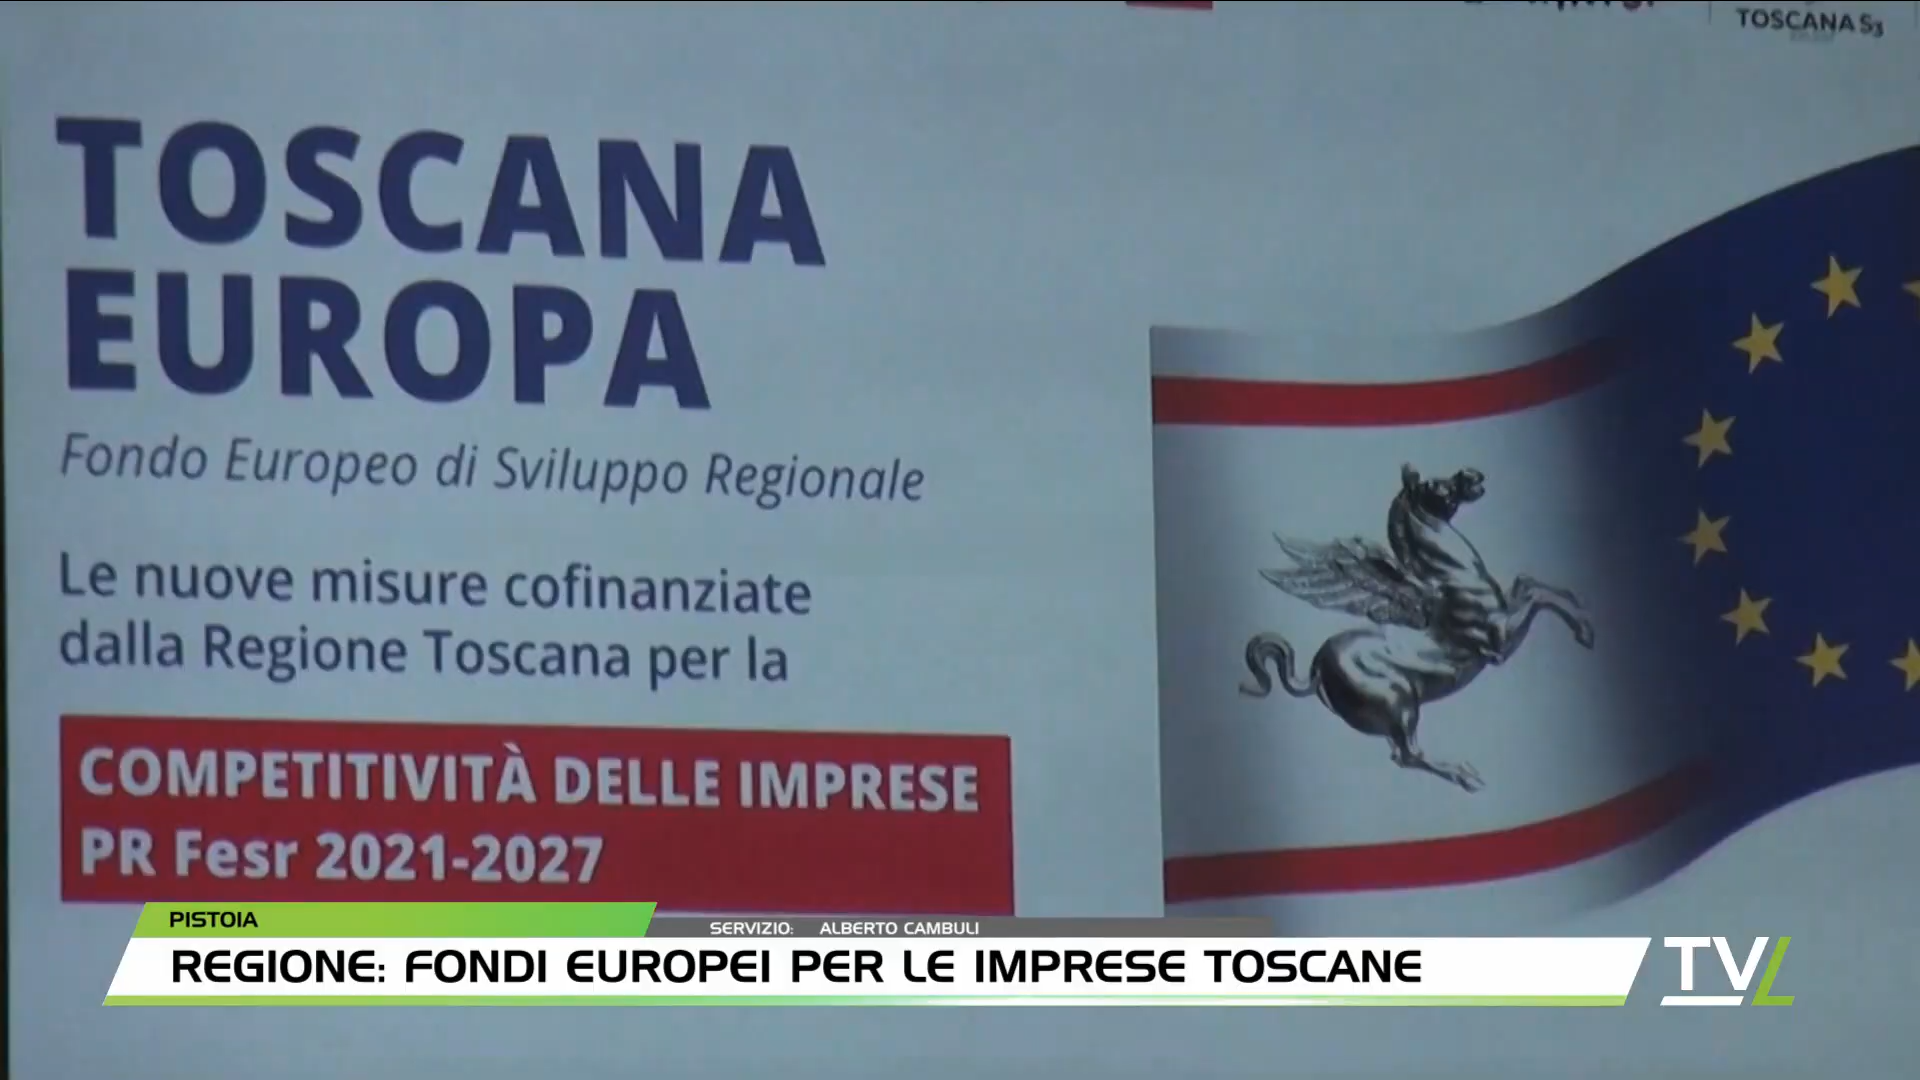 TOSCANA S3
TOSCANA
EUROPA
Fondo Europeo di Sviluppo Regionale
Le nuove misure cofinanziate
dalla Regione Toscana per la
COMPETITIVITÀ DELLE IMPRESE
PR Fesr 2021-2027
PISTOIA
SERVIZIO: ALBERTO CAMBULI
REGIONE: FONDI EUROPEI PER LE IMPRESE TOSCANE
TVL